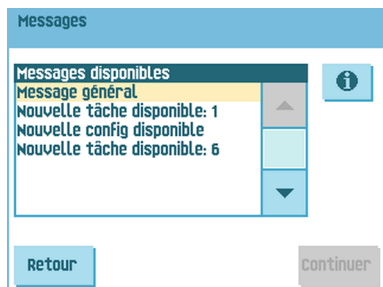 Messages
Messages disponibles
Message général
Nouvelle tâche disponible: 1
Nouvelle config disponible
Nouvelle tâche disponible: 6
Retour
Continuer